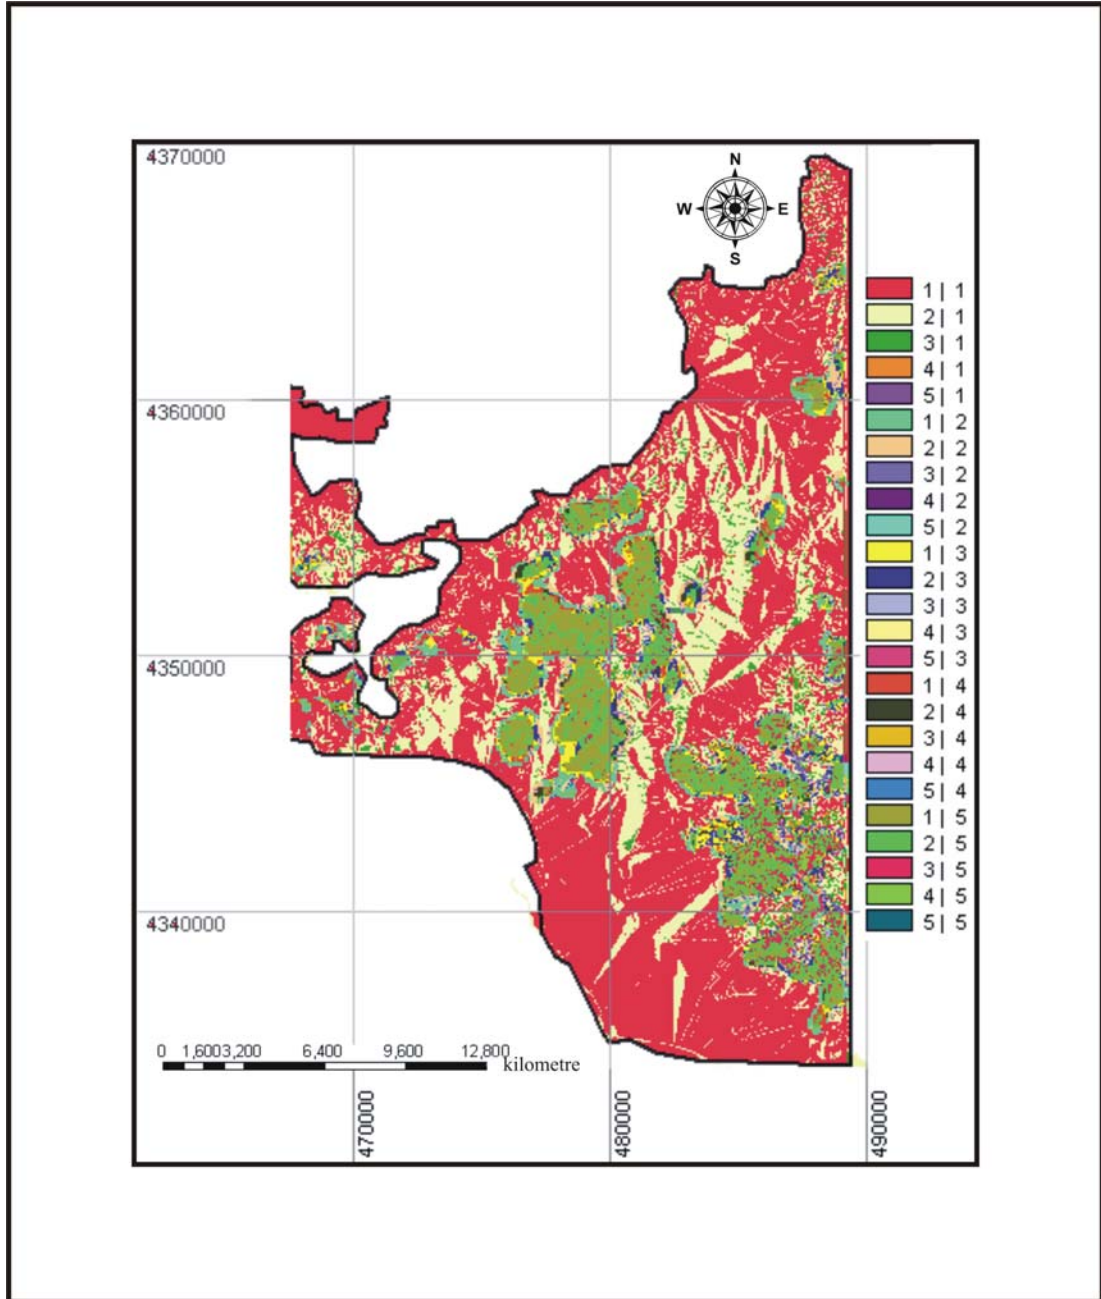 4370000
N
W E
S
1 | 1
2 | 1
3 | 1
4 | 1
4360000
5 | 1
1 | 2
2 | 2
3 | 2
4 | 2
5 | 2
1 | 3
2 | 3
3 | 3
4 | 3
5 | 3
4350000
1 | 4
2 | 4
3 | 4
4 | 4
5 | 4
1 | 5
2 | 5
3 | 5
4 | 5
5 | 5
4340000
0 1,600 3,200 6,400 9,600 12,800
kilometre
470000
480000
490000